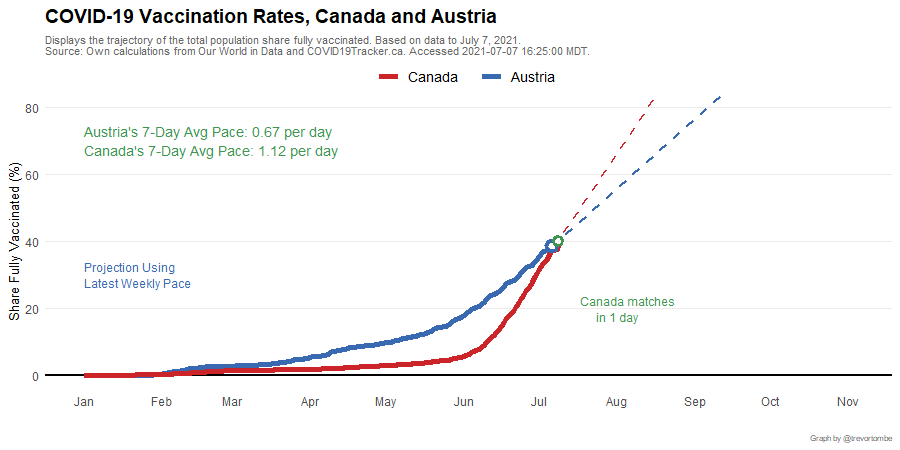 COVID-19 Vaccination Rates, Canada and Austria
Displays the trajectory of the total population share fully vaccinated. Based on data to July 7, 2021.
Source: Own calculations from Our World in Data and COVID19Tracker.ca. Accessed 2021-07-07 16:25:00 MDT.
Canada Austria
Share Fully Vaccinated (%)
80
60
40
20
0
Austria's 7-Day Avg Pace: 0.67 per day
Canada's 7-Day Avg Pace: 1.12 per day
Projection Using
Latest Weekly Pace
Canada matches
in 1 day
Jan Feb Mar Apr May Jun Jul Aug Sep Oct Nov
Graph by @trevortombe